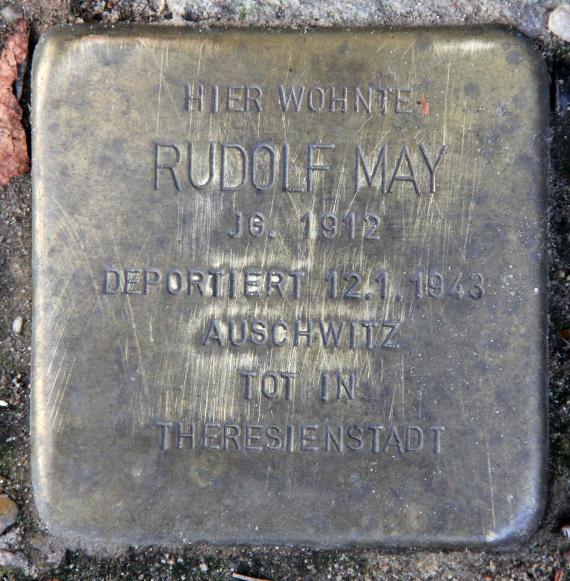 HIER WOHNTE
RUDOLF MAY
JG. 1912
DEPORTIERT 12.1.1943
AUSCHWITZ
TOT IN
THERESIENSTADT